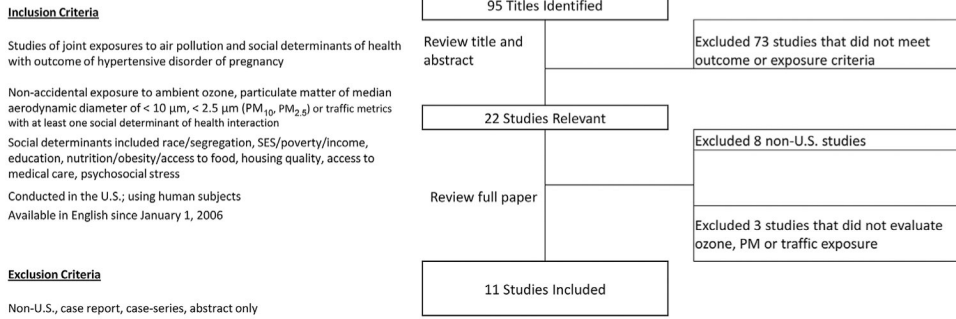 Inclusion Criteria
Studies of joint exposures to air pollution and social determinants of health
with outcome of hypertensive disorder of pregnancy
Non-accidental exposure to ambient ozone, particulate matter of median
aerodynamic diameter of < 10 μm, < 2.5 μm (PM10, PM2.5) or traffic metrics
with at least one social determinant of health interaction
Social determinants included race/segregation, SES/poverty/income,
education, nutrition/obesity/access to food, housing quality, access to
medical care, psychosocial stress
Conducted in the U.S.; using human subjects
Available in English since January 1, 2006
Exclusion Criteria
Non-U.S., case report, case-series, abstract only
95 Titles Identified
Review title and
abstract
Excluded 73 studies that did not meet
outcome or exposure criteria
22 Studies Relevant
Excluded 8 non-U.S. studies
Review full paper
Excluded 3 studies that did not evaluate
ozone, PM or traffic exposure
11 Studies Included